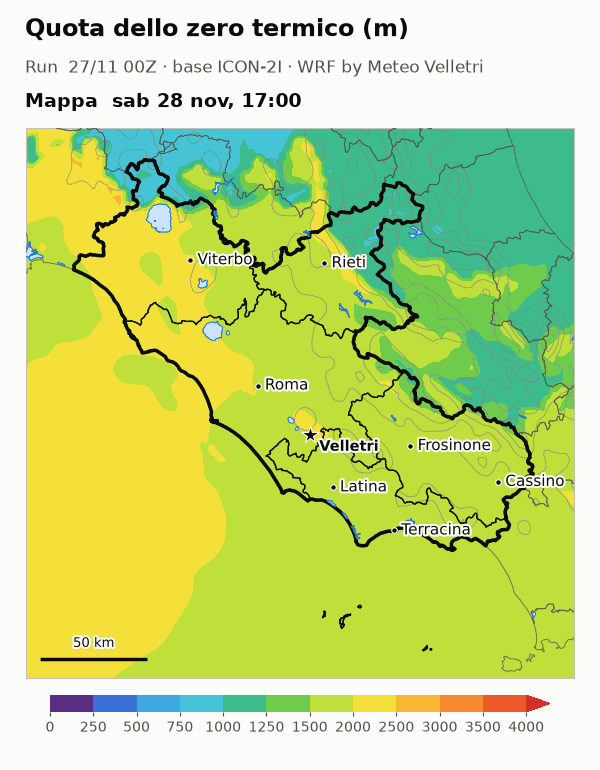 Quota dello zero termico (m)
Run  27/11 00Z · base ICON-2I · WRF by Meteo Velletri
Mappa  sab 28 nov, 17:00
Viterbo
Rieti
Roma
Velletri
Frosinone
Latina
Cassino
Terracina
50 km
0 250 500 750 1000 1250 1500 2000 2500 3000 3500 4000